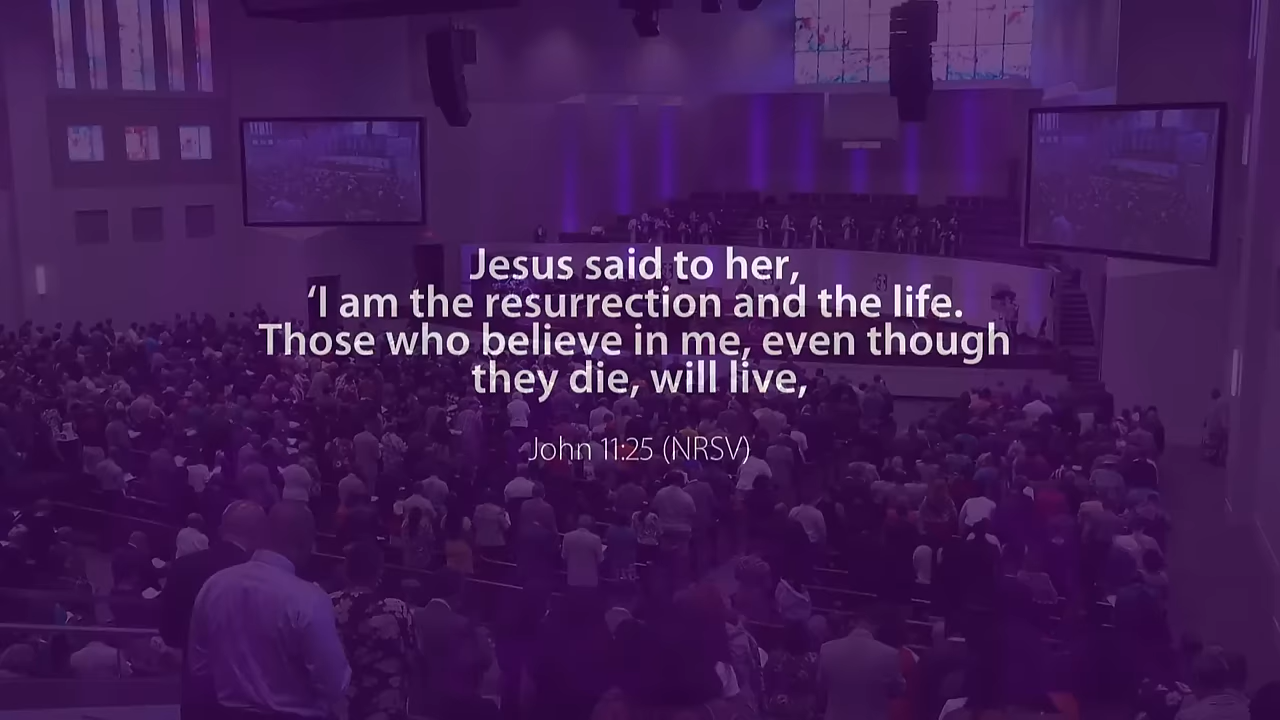 Jesus said to her,
‘I am the resurrection and the life.
Those who believe in me, even though
they die, will live,
John 11:25 (NRSV)